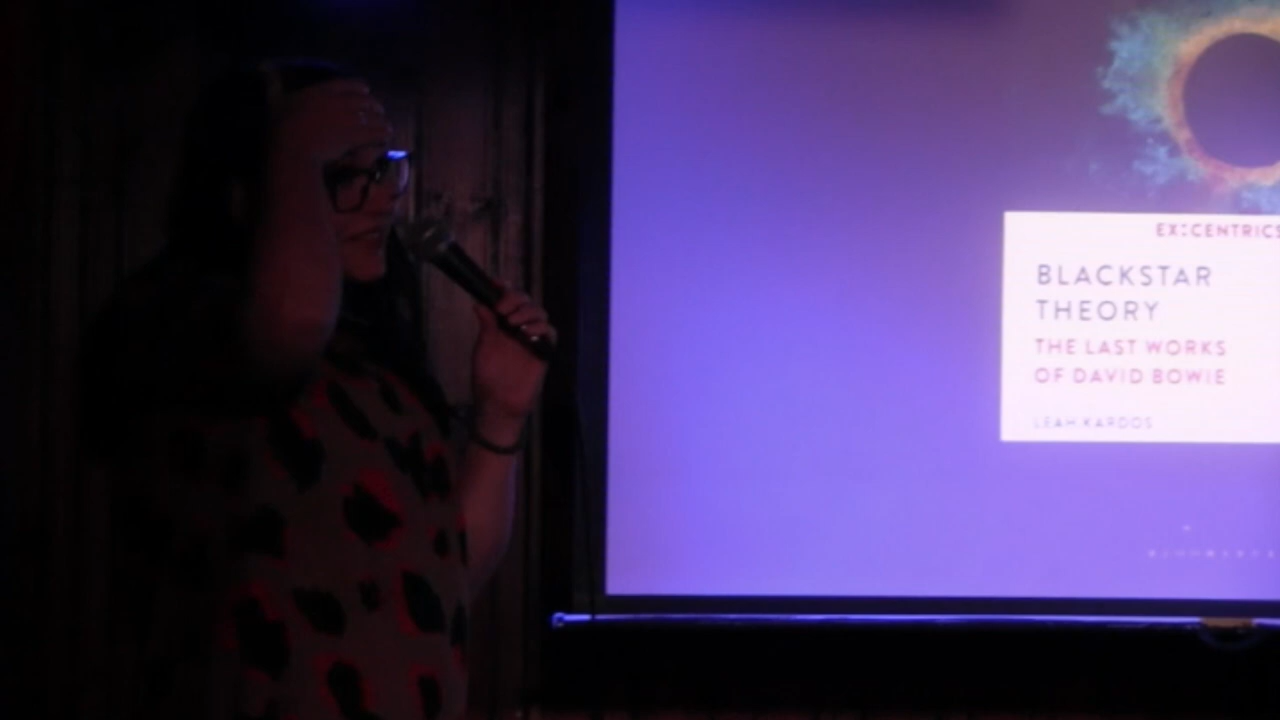 EX:CENTRICS
BLACKSTAR
THEORY
THE LAST WORKS
OF DAVID BOWIE
LEAH KARDOS